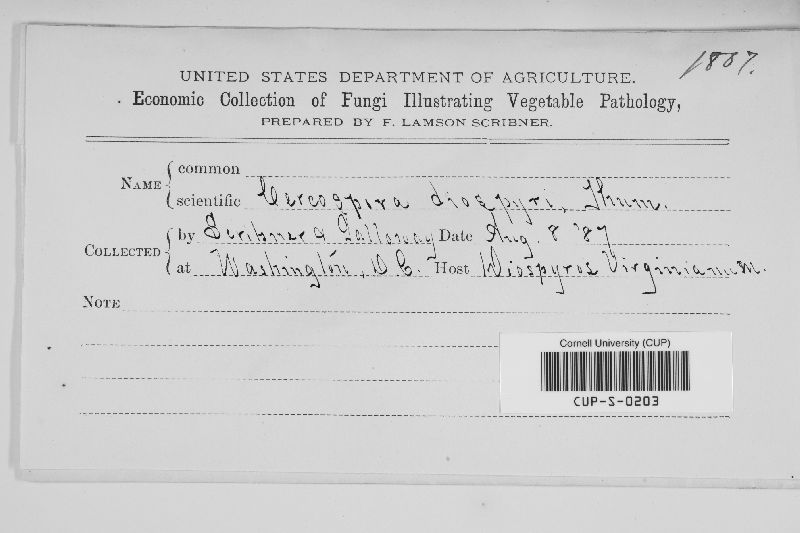 1887.
UNITED STATES DEPARTMENT OF AGRICULTURE.
Economic Collection of Fungi Illustrating Vegetable Pathology,
PREPARED BY F. LAMSON SCRIBNER.
NAME { common
scientific Cercospora diospyri, Thum.
COLLECTED { by Scribner & Galloway Date Aug. 8 '87
at Washington, D C. Host Diospyros Virginianum.
NOTE
Cornell University (CUP)
CUP-S-0203